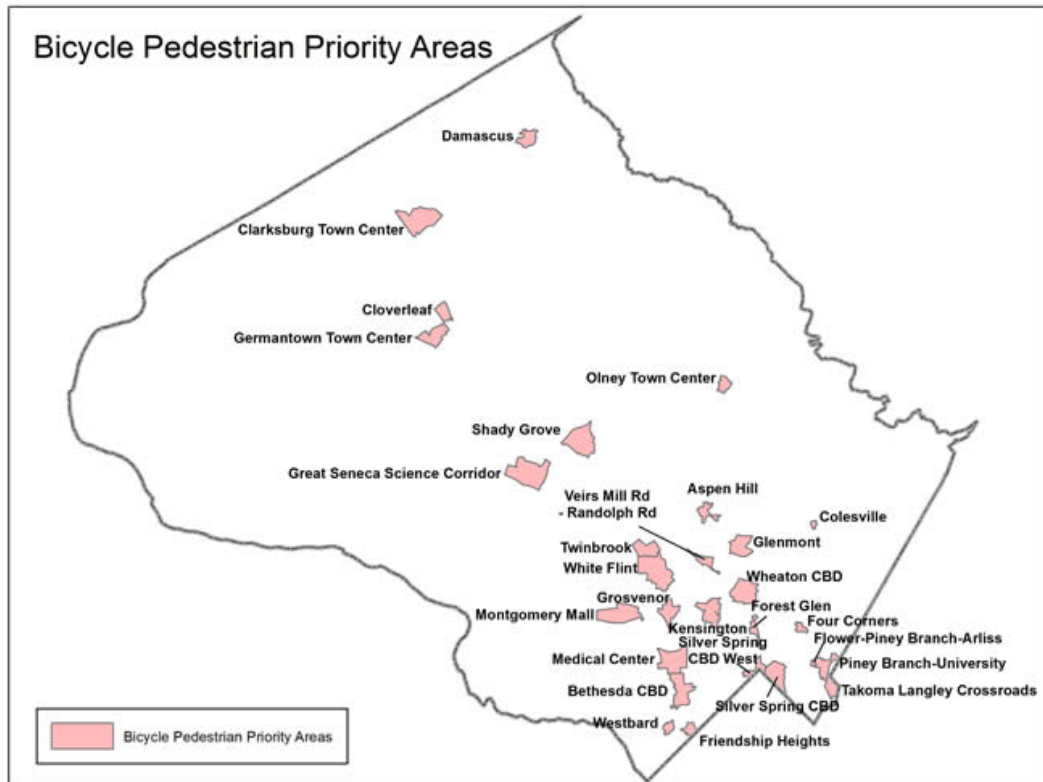 Bicycle Pedestrian Priority Areas
Damascus
Clarksburg Town Center
Cloverleaf
Germantown Town Center
Olney Town Center
Shady Grove
Great Seneca Science Corridor
Aspen Hill
Veirs Mill Rd
- Randolph Rd
Colesville
Twinbrook
Glenmont
White Flint
Wheaton CBD
Grosvenor
Forest Glen
Montgomery Mall
Kensington
Four Corners
Silver Spring
CBD West
Flower-Piney Branch-Arliss
Medical Center
Piney Branch-University
Bethesda CBD
Takoma Langley Crossroads
Silver Spring CBD
Westbard
Friendship Heights
Bicycle Pedestrian Priority Areas